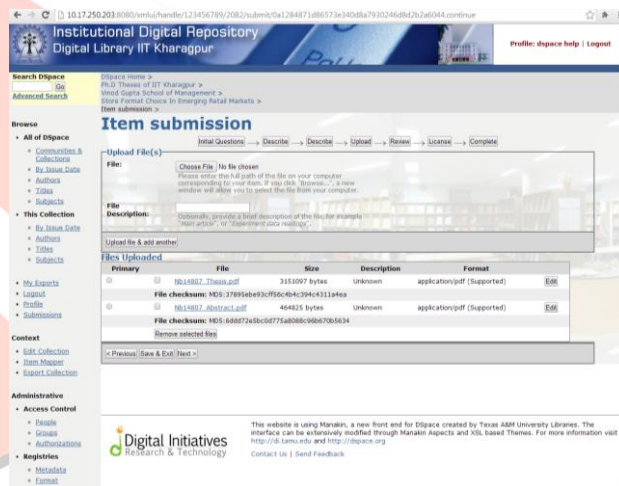 10.17.250.203:8080/xmlui/handle/123456789/2082/submit/0a1284871d86573e340d8a7930246d8d2b2a6044.continue
Institutional Digital Repository
Digital Library IIT Kharagpur
Profile: dspace help | Logout
Search DSpace
Go
Advanced Search
Browse
All of DSpace
Communities &
Collections
By Issue Date
Authors
Titles
Subjects
This Collection
By Issue Date
Authors
Titles
Subjects
My Exports
Logout
Profile
Submissions
Context
Edit Collection
Item Mapper
Export Collection
Administrative
Access Control
People
Groups
Authorizations
Registries
Metadata
Format
DSpace Home >
Ph.D Theses of IIT Kharagpur >
Vinod Gupta School of Management >
Store Format Choice In Emerging Retail Markets >
Item submission >
Item submission
Initial Questions → Describe → Describe → Upload → Review → License → Complete
Upload File(s)
File:
Choose File No file chosen
Please enter the full path of the file on your computer
corresponding to your item. If you click "Browse...", a new
window will allow you to select the file from your computer.
File
Description:
Optionally, provide a brief description of the file, for example
"Main article", or "Experiment data readings".
Upload file & add another
Files Uploaded
Primary File Size Description Format
Nb14807_Thesis.pdf 3151097 bytes Unknown application/pdf (Supported) Edit
File checksum: MD5:37895ebe93cff56c4b4c394c4311a4ea
Nb14807_Abstract.pdf 464825 bytes Unknown application/pdf (Supported) Edit
File checksum: MD5:6ddd72e5bc0d775a8088c96b670b5634
Remove selected files
< Previous Save & Exit Next >
Digital Initiatives
Research & Technology
This website is using Manakin, a new front end for DSpace created by Texas A&M University Libraries. The
interface can be extensively modified through Manakin Aspects and XSL based Themes. For more information visit
http://di.tamu.edu and http://dspace.org
Contact Us | Send Feedback